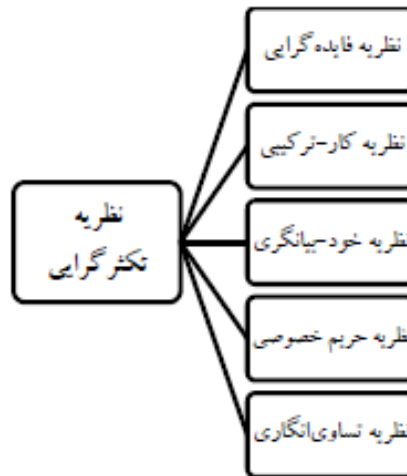 نظریه تکثرگرایی
نظریه فایده‌گرایی
نظریه کار-ترکیبی
نظریه خود-بیانگری
نظریه حریم خصوصی
نظریه تساوی‌انگاری